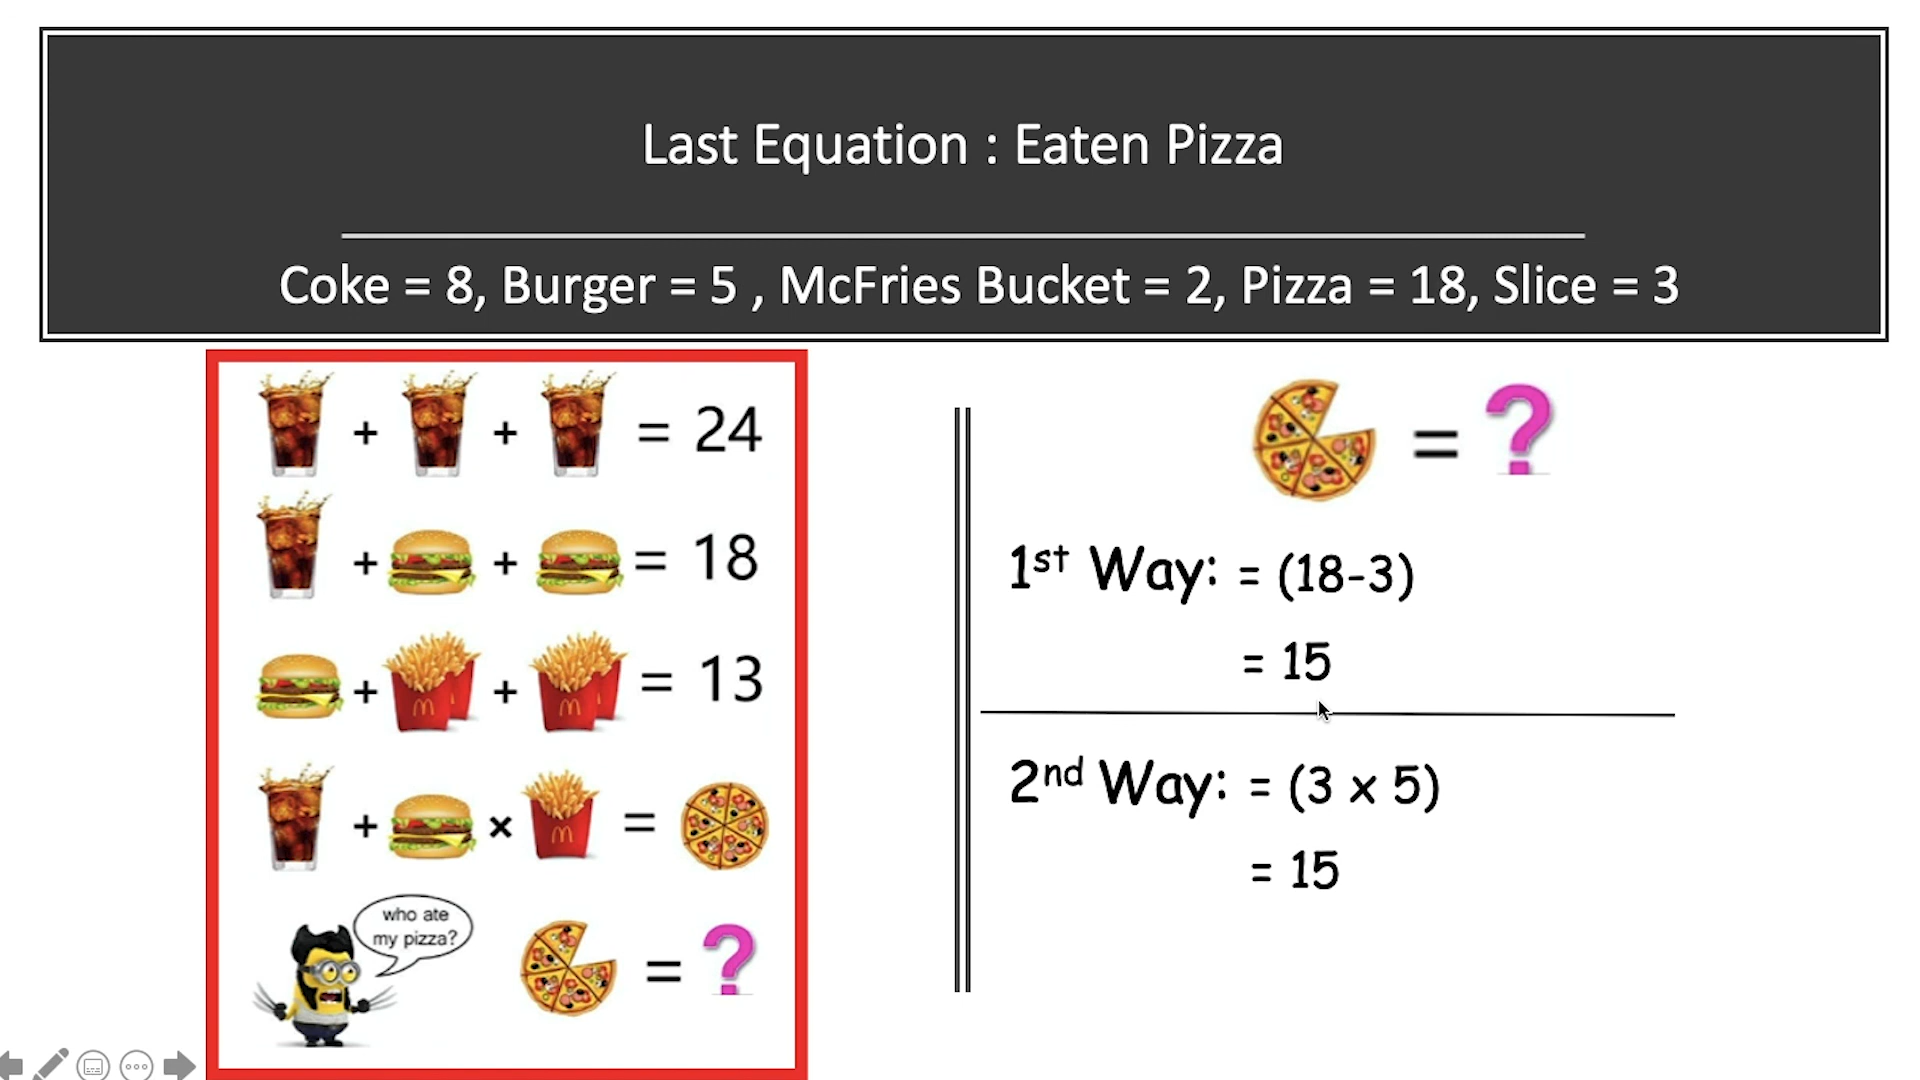 Last Equation : Eaten Pizza
Coke = 8, Burger = 5 , McFries Bucket = 2, Pizza = 18, Slice = 3
+ + = 24
+ + = 18
+ + = 13
+ × =
who ate
my pizza?
= ?
= ?
1st Way: = (18-3)
= 15
2nd Way: = (3 x 5)
= 15